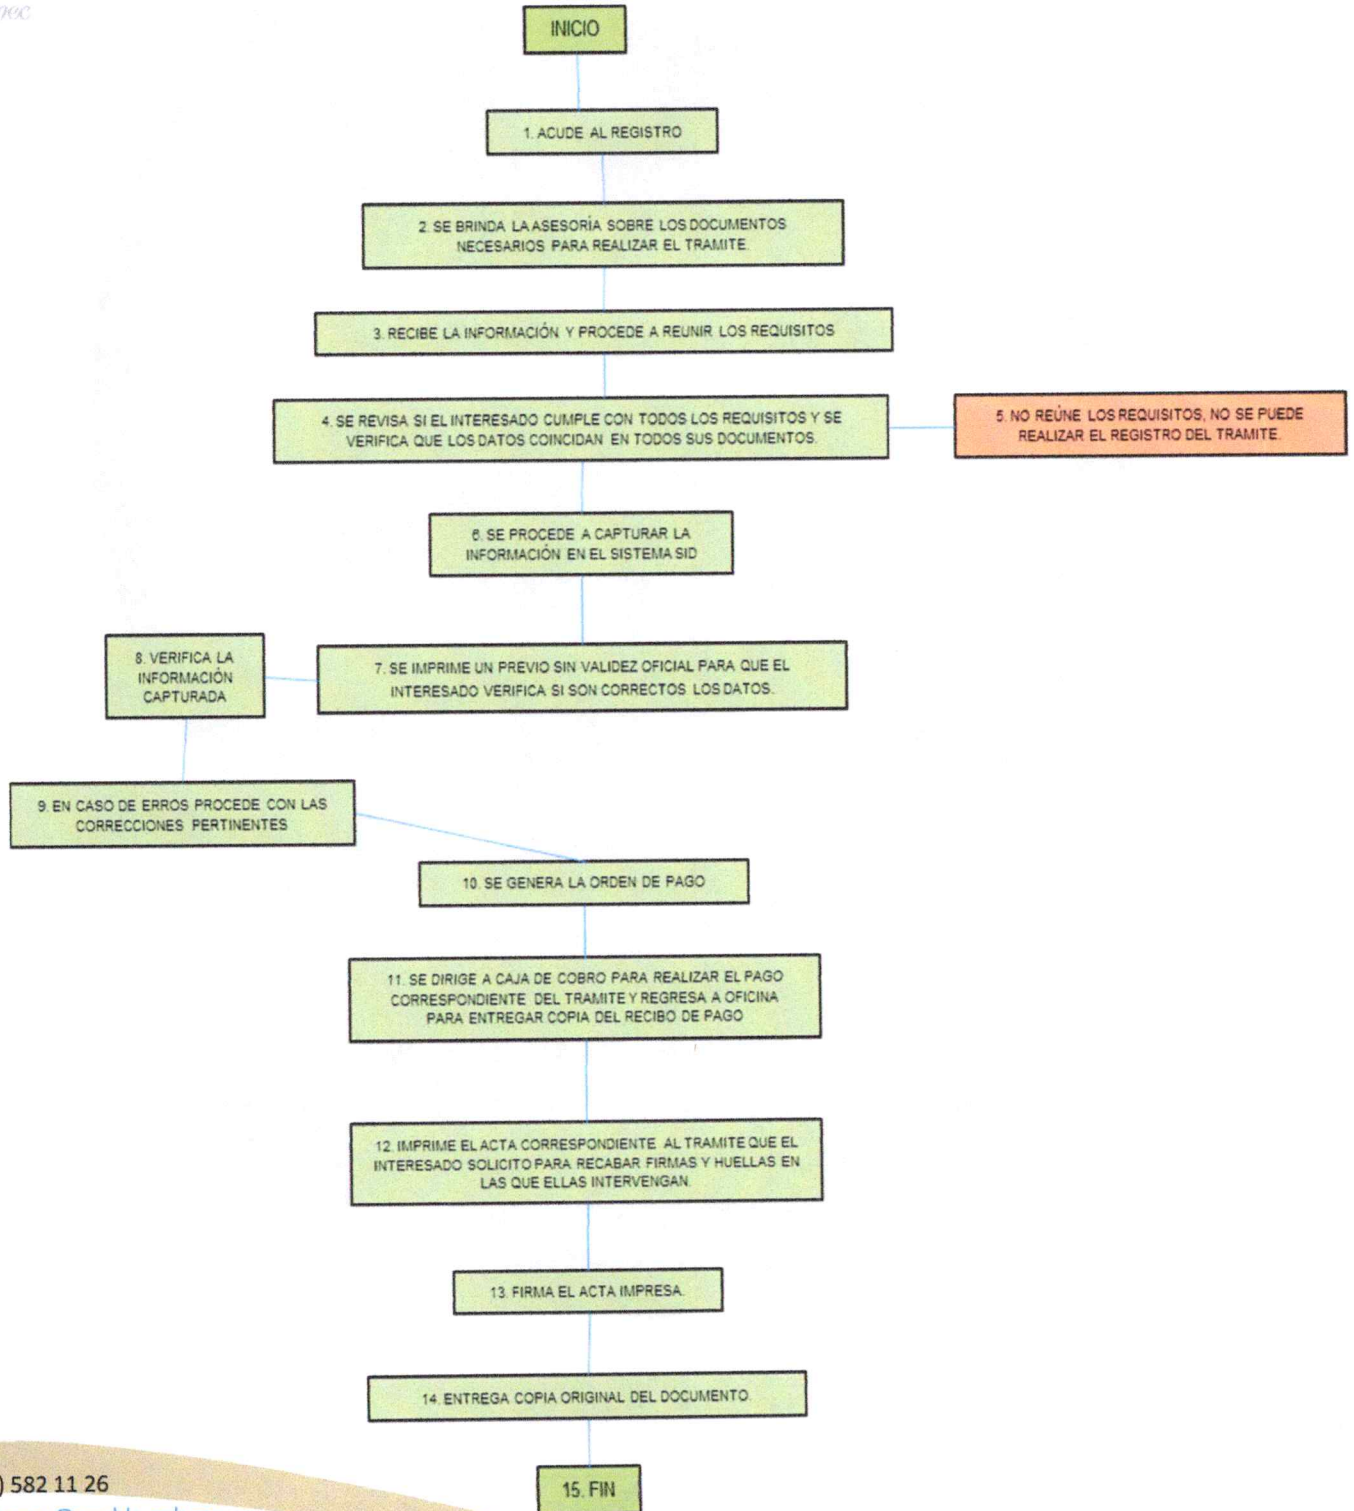 INICIO
1. ACUDE AL REGISTRO
2. SE BRINDA LA ASESORÍA SOBRE LOS DOCUMENTOS
NECESARIOS PARA REALIZAR EL TRAMITE.
3. RECIBE LA INFORMACIÓN Y PROCEDE A REUNIR LOS REQUISITOS
4. SE REVISA SI EL INTERESADO CUMPLE CON TODOS LOS REQUISITOS Y SE
VERIFICA QUE LOS DATOS COINCIDAN EN TODOS SUS DOCUMENTOS.
5. NO REÚNE LOS REQUISITOS, NO SE PUEDE
REALIZAR EL REGISTRO DEL TRAMITE.
6. SE PROCEDE A CAPTURAR LA
INFORMACIÓN EN EL SISTEMA SID
7. SE IMPRIME UN PREVIO SIN VALIDEZ OFICIAL PARA QUE EL
INTERESADO VERIFICA SI SON CORRECTOS LOS DATOS.
8. VERIFICA LA
INFORMACIÓN
CAPTURADA
9. EN CASO DE ERROS PROCEDE CON LAS
CORRECCIONES PERTINENTES
10. SE GENERA LA ORDEN DE PAGO
11. SE DIRIGE A CAJA DE COBRO PARA REALIZAR EL PAGO
CORRESPONDIENTE DEL TRAMITE Y REGRESA A OFICINA
PARA ENTREGAR COPIA DEL RECIBO DE PAGO
12. IMPRIME EL ACTA CORRESPONDIENTE AL TRAMITE QUE EL
INTERESADO SOLICITO PARA RECABAR FIRMAS Y HUELLAS EN
LAS QUE ELLAS INTERVENGAN.
13. FIRMA EL ACTA IMPRESA.
14. ENTREGA COPIA ORIGINAL DEL DOCUMENTO.
15. FIN
) 582 11 26